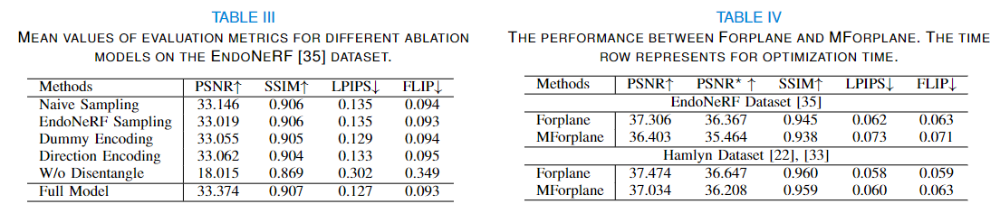 TABLE III
MEAN VALUES OF EVALUATION METRICS FOR DIFFERENT ABLATION
MODELS ON THE ENDONERF [35] DATASET.
Methods PSNR↑ SSIM↑ LPIPS↓ FLIP↓
Naive Sampling 33.146 0.906 0.135 0.094
EndoNeRF Sampling 33.019 0.906 0.135 0.093
Dummy Encoding 33.055 0.905 0.129 0.094
Direction Encoding 33.062 0.904 0.133 0.095
W/o Disentangle 18.015 0.869 0.302 0.349
Full Model 33.374 0.907 0.127 0.093
TABLE IV
THE PERFORMANCE BETWEEN FORPLANE AND MFORPLANE. THE TIME
ROW REPRESENTS FOR OPTIMIZATION TIME.
Methods PSNR↑ PSNR* ↑ SSIM↑ LPIPS↓ FLIP↓
EndoNeRF Dataset [35]
Forplane 37.306 36.367 0.945 0.062 0.063
MForplane 36.403 35.464 0.938 0.073 0.071
Hamlyn Dataset [22], [33]
Forplane 37.474 36.647 0.960 0.058 0.059
MForplane 37.034 36.208 0.959 0.060 0.063